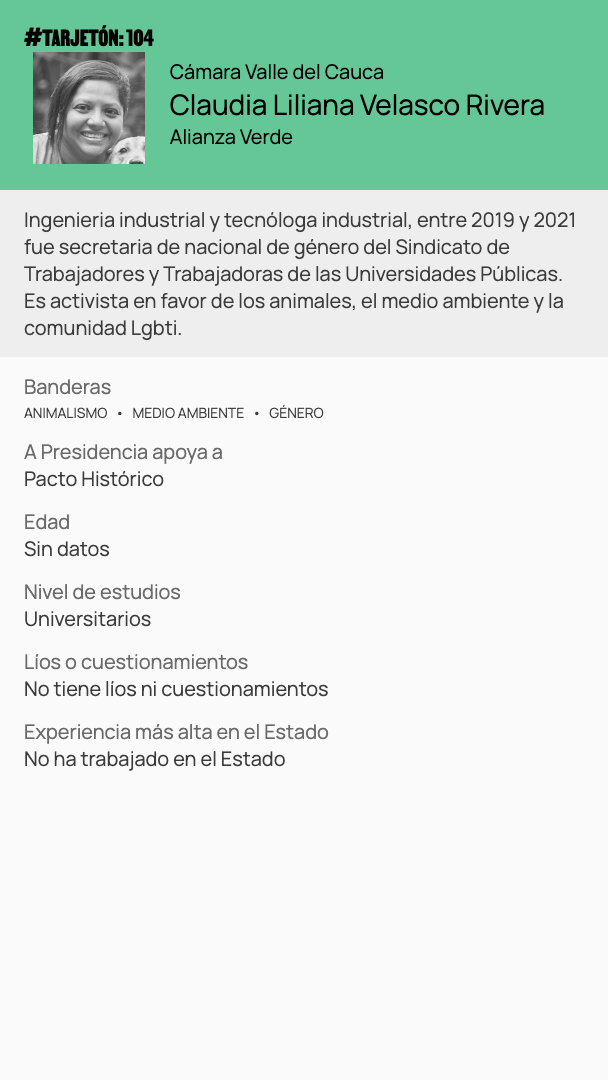 #TARJETÓN: 104
Cámara Valle del Cauca
Claudia Liliana Velasco Rivera
Alianza Verde
Ingenieria industrial y tecnóloga industrial, entre 2019 y 2021
fue secretaria de nacional de género del Sindicato de
Trabajadores y Trabajadoras de las Universidades Públicas.
Es activista en favor de los animales, el medio ambiente y la
comunidad Lgbti.
Banderas
ANIMALISMO • MEDIO AMBIENTE • GÉNERO
A Presidencia apoya a
Pacto Histórico
Edad
Sin datos
Nivel de estudios
Universitarios
Líos o cuestionamientos
No tiene líos ni cuestionamientos
Experiencia más alta en el Estado
No ha trabajado en el Estado